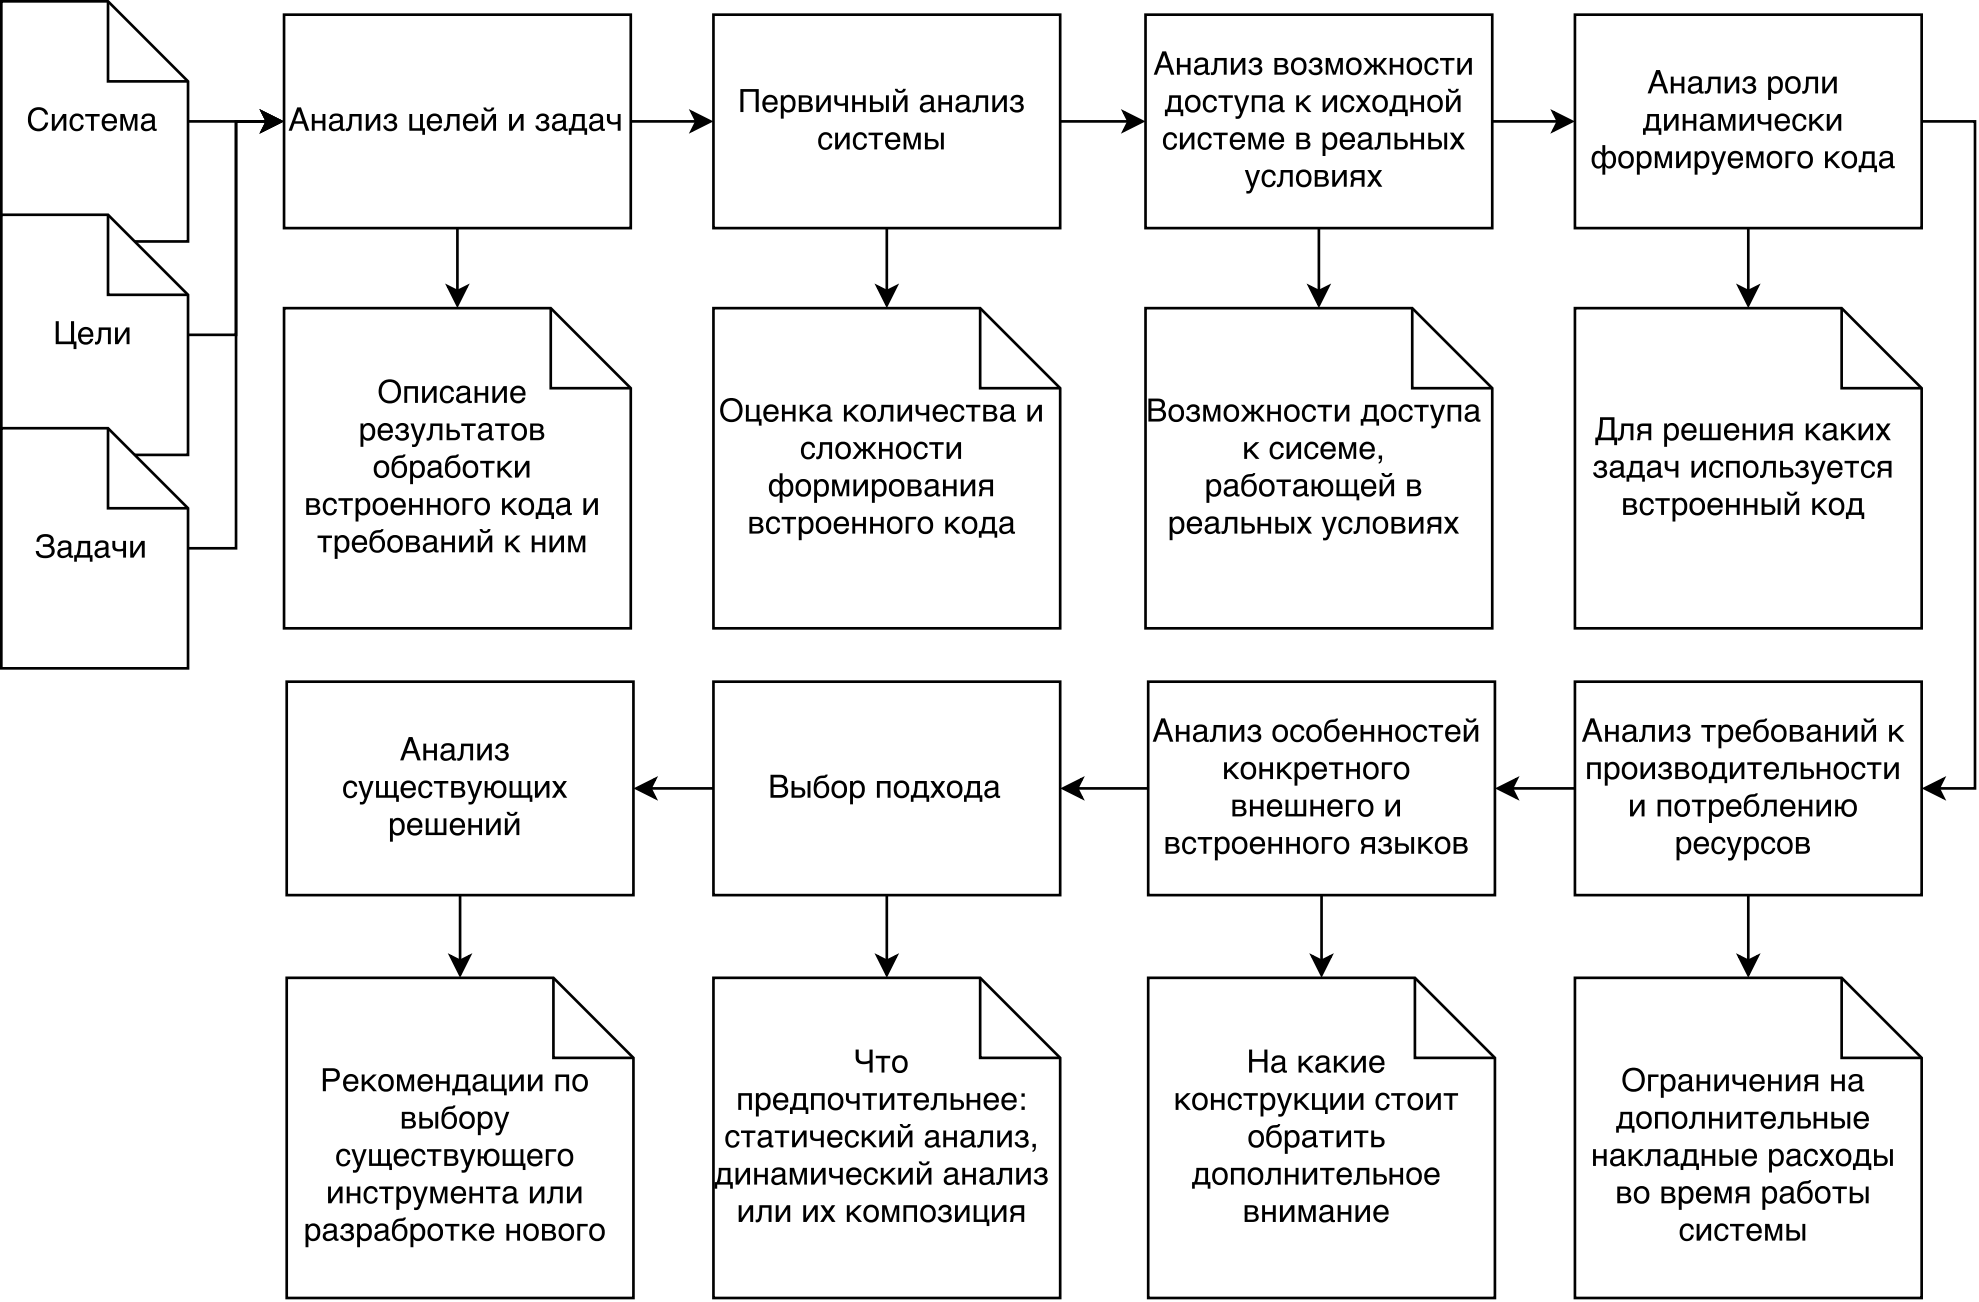 Система
Цели
Задачи
Анализ целей и задач
Первичный анализ
системы
Анализ возможности
доступа к исходной
системе в реальных
условиях
Анализ роли
динамически
формируемого кода
Описание
результатов
обработки
встроенного кода и
требований к ним
Оценка количества и
сложности
формирования
встроенного кода
Возможности доступа
к сисеме,
работающей в
реальных условиях
Для решения каких
задач используется
встроенный код
Анализ
существующих
решений
Выбор подхода
Анализ особенностей
конкретного
внешнего и
встроенного языков
Анализ требований к
производительности
и потреблению
ресурсов
Рекомендации по
выбору
существующего
инструмента или
разрабротке нового
Что
предпочтительнее:
статический анализ,
динамический анализ
или их композиция
На какие
конструкции стоит
обратить
дополнительное
внимание
Ограничения на
дополнительные
накладные расходы
во время работы
системы